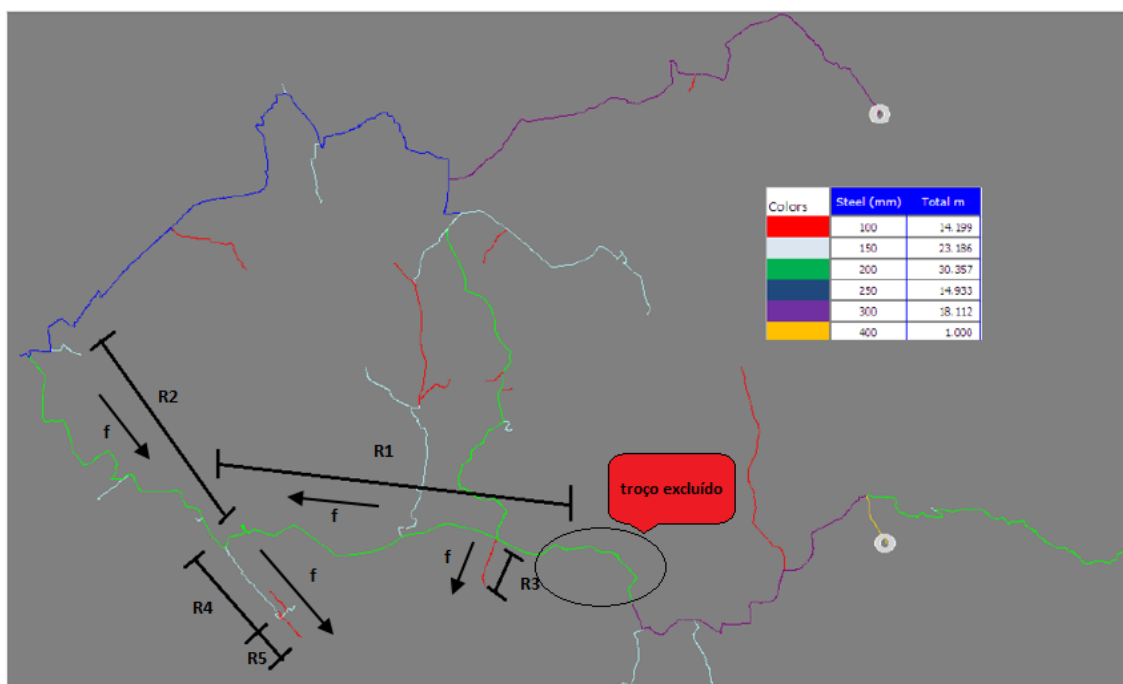 Colors Steel (mm) Total m
100 14.199
150 23.186
200 30.357
250 14.933
300 18.112
400 1.000
R2
f
R1
f
troço excluído
f
R3
f
R4
R5